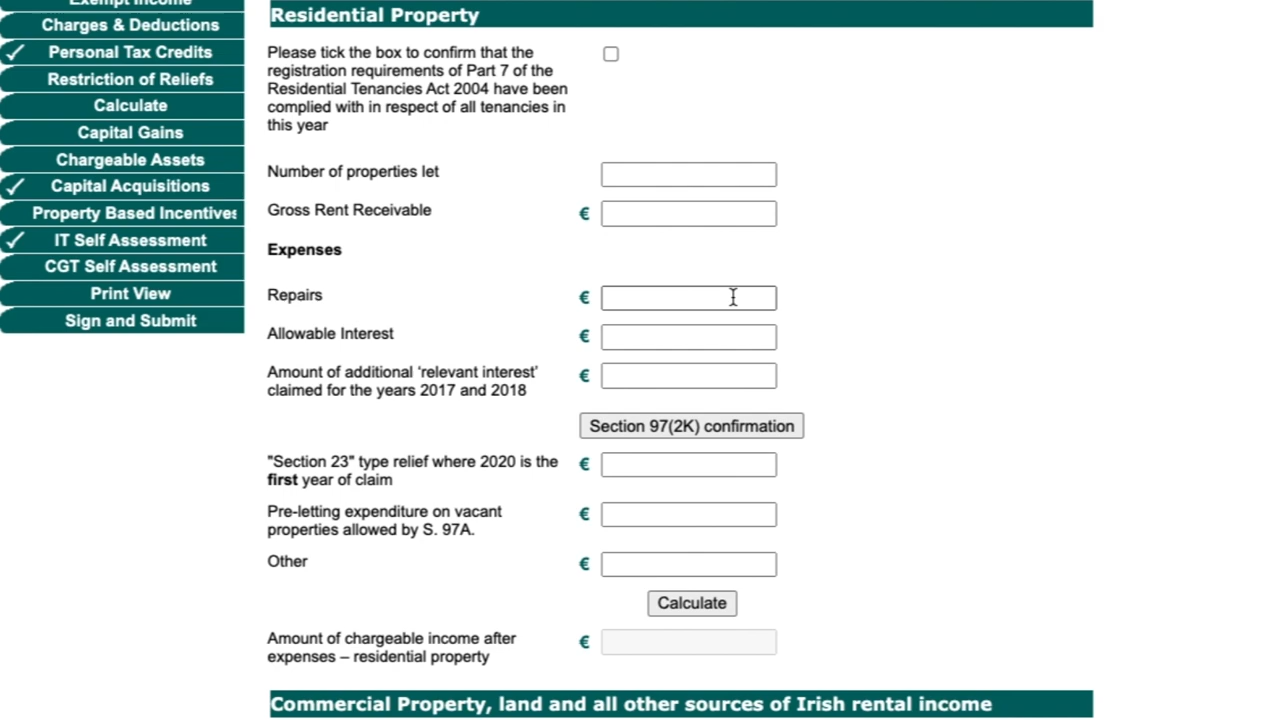 Exempt Income
Charges & Deductions
Personal Tax Credits
Restriction of Reliefs
Calculate
Capital Gains
Chargeable Assets
Capital Acquisitions
Property Based Incentives
IT Self Assessment
CGT Self Assessment
Print View
Sign and Submit
Residential Property
Please tick the box to confirm that the
registration requirements of Part 7 of the
Residential Tenancies Act 2004 have been
complied with in respect of all tenancies in
this year
Number of properties let
Gross Rent Receivable €
Expenses
Repairs €
Allowable Interest €
Amount of additional ‘relevant interest’ €
claimed for the years 2017 and 2018
Section 97(2K) confirmation
"Section 23" type relief where 2020 is the €
first year of claim
Pre-letting expenditure on vacant €
properties allowed by S. 97A.
Other €
Calculate
Amount of chargeable income after €
expenses – residential property
Commercial Property, land and all other sources of Irish rental income